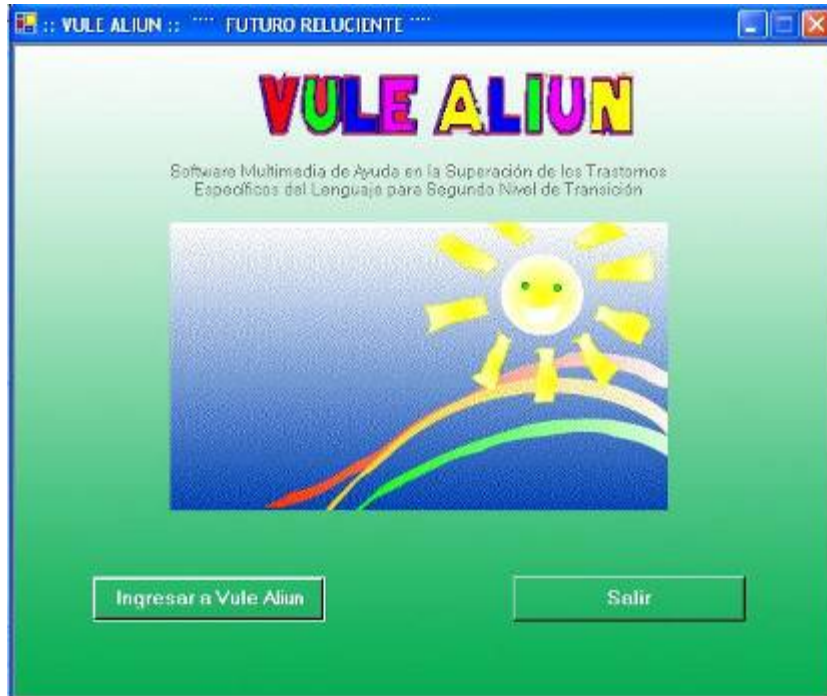 :: VULE ALIUN :: '''' FUTURO RELUCIENTE ''''
VULE ALIUN
Software Multimedia de Ayuda en la Superación de los Trastornos
Específicos del Lenguaje para Segundo Nivel de Transición
Ingresar a Vule Aliun
Salir